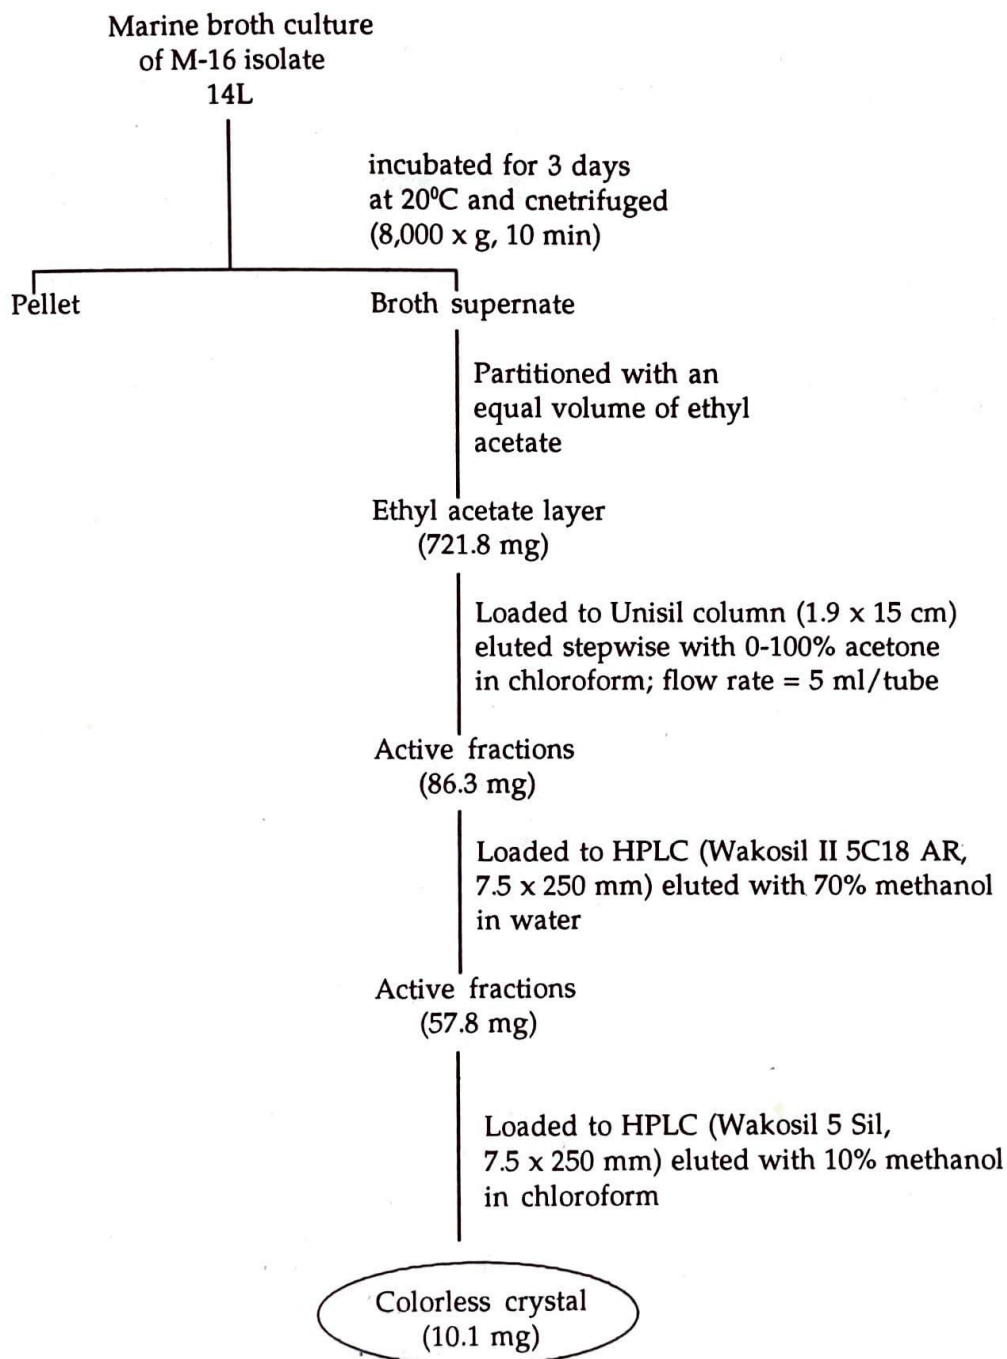 Marine broth culture
of M-16 isolate
14L
incubated for 3 days
at 20⁰C and cnetrifuged
(8,000 x g, 10 min)
Pellet
Broth supernate
Partitioned with an
equal volume of ethyl
acetate
Ethyl acetate layer
(721.8 mg)
Loaded to Unisil column (1.9 x 15 cm)
eluted stepwise with 0-100% acetone
in chloroform; flow rate = 5 ml/tube
Active fractions
(86.3 mg)
Loaded to HPLC (Wakosil II 5C18 AR,
7.5 x 250 mm) eluted with 70% methanol
in water
Active fractions
(57.8 mg)
Loaded to HPLC (Wakosil 5 Sil,
7.5 x 250 mm) eluted with 10% methanol
in chloroform
Colorless crystal
(10.1 mg)